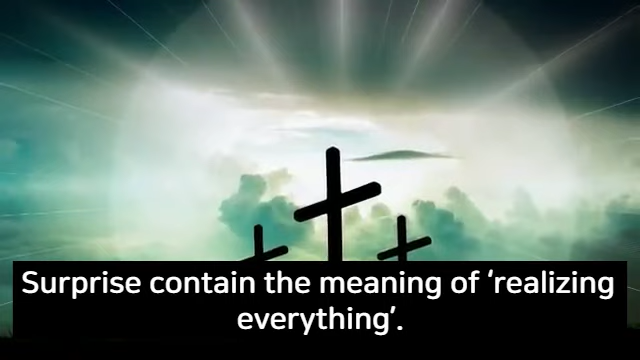 Surprise contain the meaning of ‘realizing
everything’.